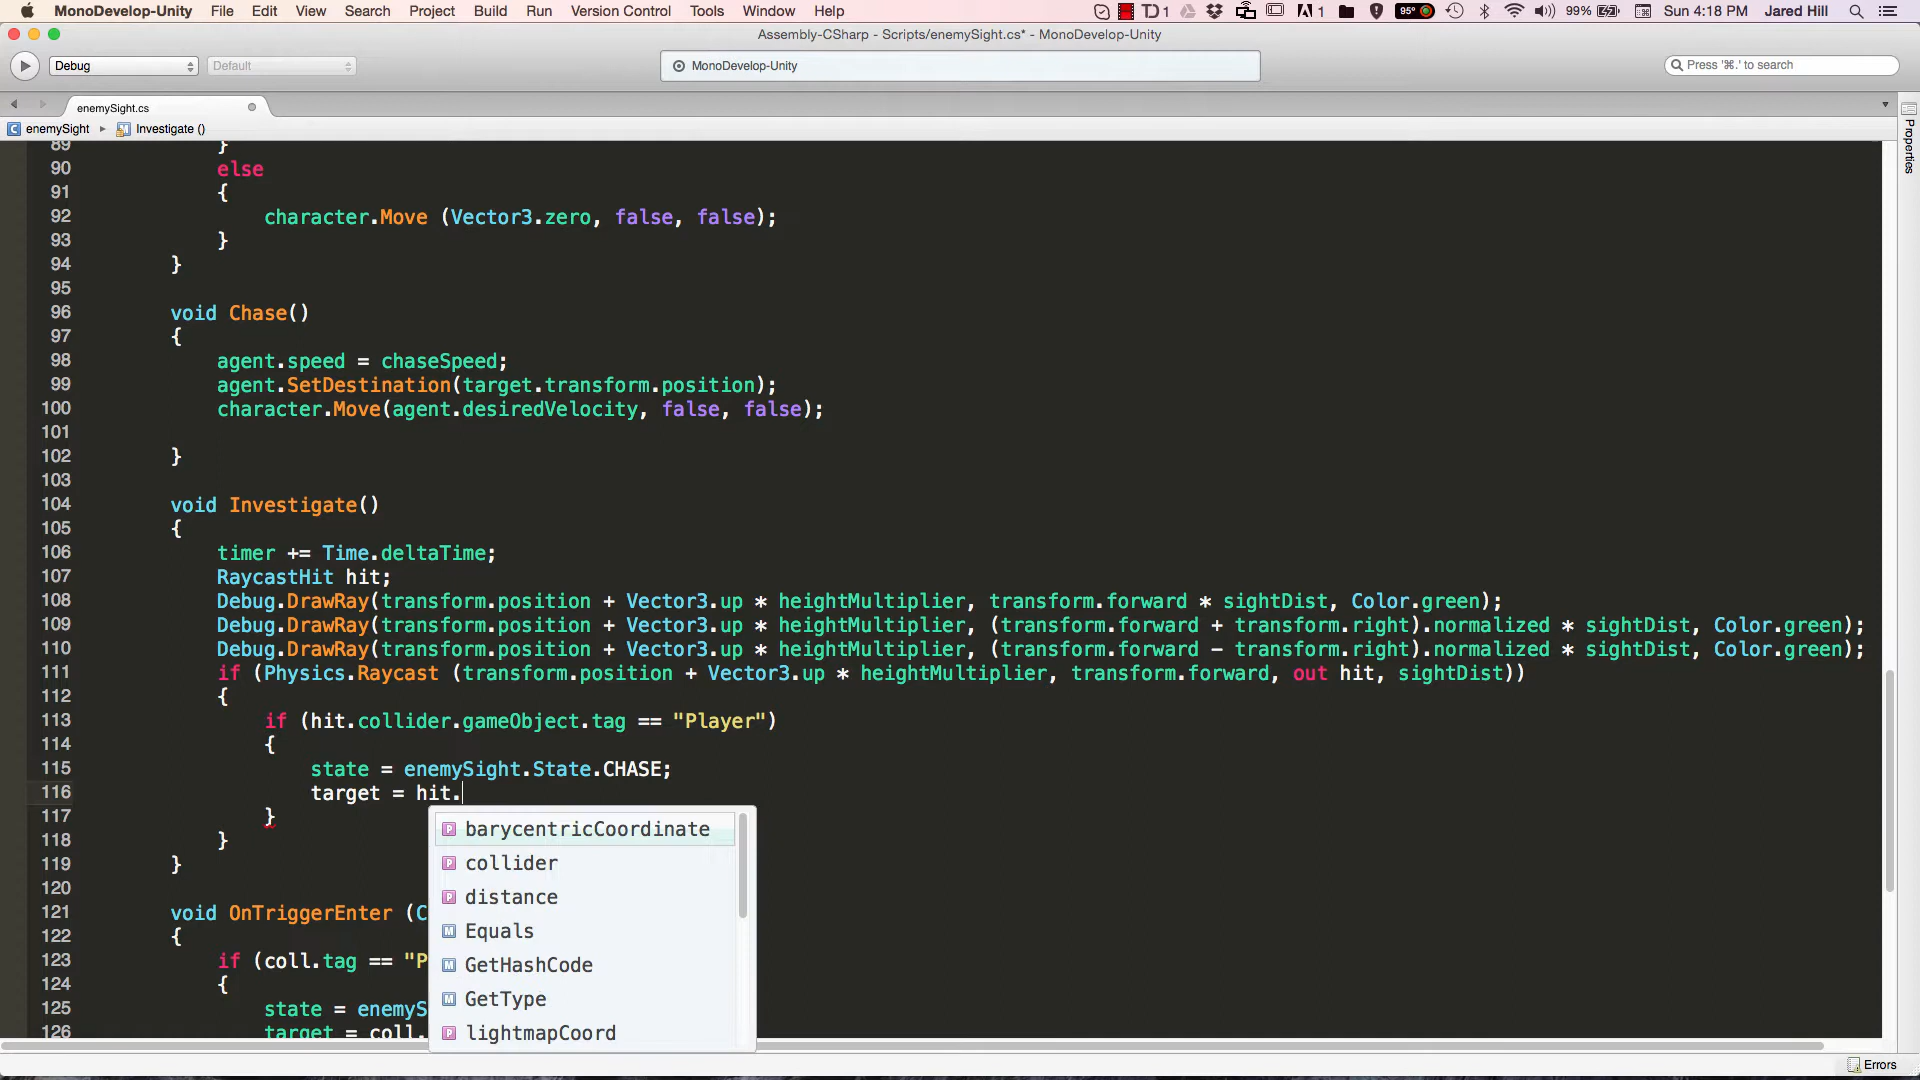 MonoDevelop-Unity File Edit View Search Project Build Run Version Control Tools Window Help 1 1 95° 99% Sun 4:18 PM Jared Hill
Assembly-CSharp - Scripts/enemySight.cs* - MonoDevelop-Unity
Debug Default MonoDevelop-Unity Press '⌘.' to search
enemySight.cs
enemySight ▸ Investigate ()
Properties
89 }
90 else
91 {
92 character.Move (Vector3.zero, false, false);
93 }
94 }
95
96 void Chase()
97 {
98 agent.speed = chaseSpeed;
99 agent.SetDestination(target.transform.position);
100 character.Move(agent.desiredVelocity, false, false);
101
102 }
103
104 void Investigate()
105 {
106 timer += Time.deltaTime;
107 RaycastHit hit;
108 Debug.DrawRay(transform.position + Vector3.up * heightMultiplier, transform.forward * sightDist, Color.green);
109 Debug.DrawRay(transform.position + Vector3.up * heightMultiplier, (transform.forward + transform.right).normalized * sightDist, Color.green);
110 Debug.DrawRay(transform.position + Vector3.up * heightMultiplier, (transform.forward - transform.right).normalized * sightDist, Color.green);
111 if (Physics.Raycast (transform.position + Vector3.up * heightMultiplier, transform.forward, out hit, sightDist))
112 {
113 if (hit.collider.gameObject.tag == "Player")
114 {
115 state = enemySight.State.CHASE;
116 target = hit.
117 }
118 }
119 }
120
121 void OnTriggerEnter (C
122 {
123 if (coll.tag == "P
124 {
125 state = enemyS
126 target = coll.
barycentricCoordinate
collider
distance
Equals
GetHashCode
GetType
lightmapCoord
Errors